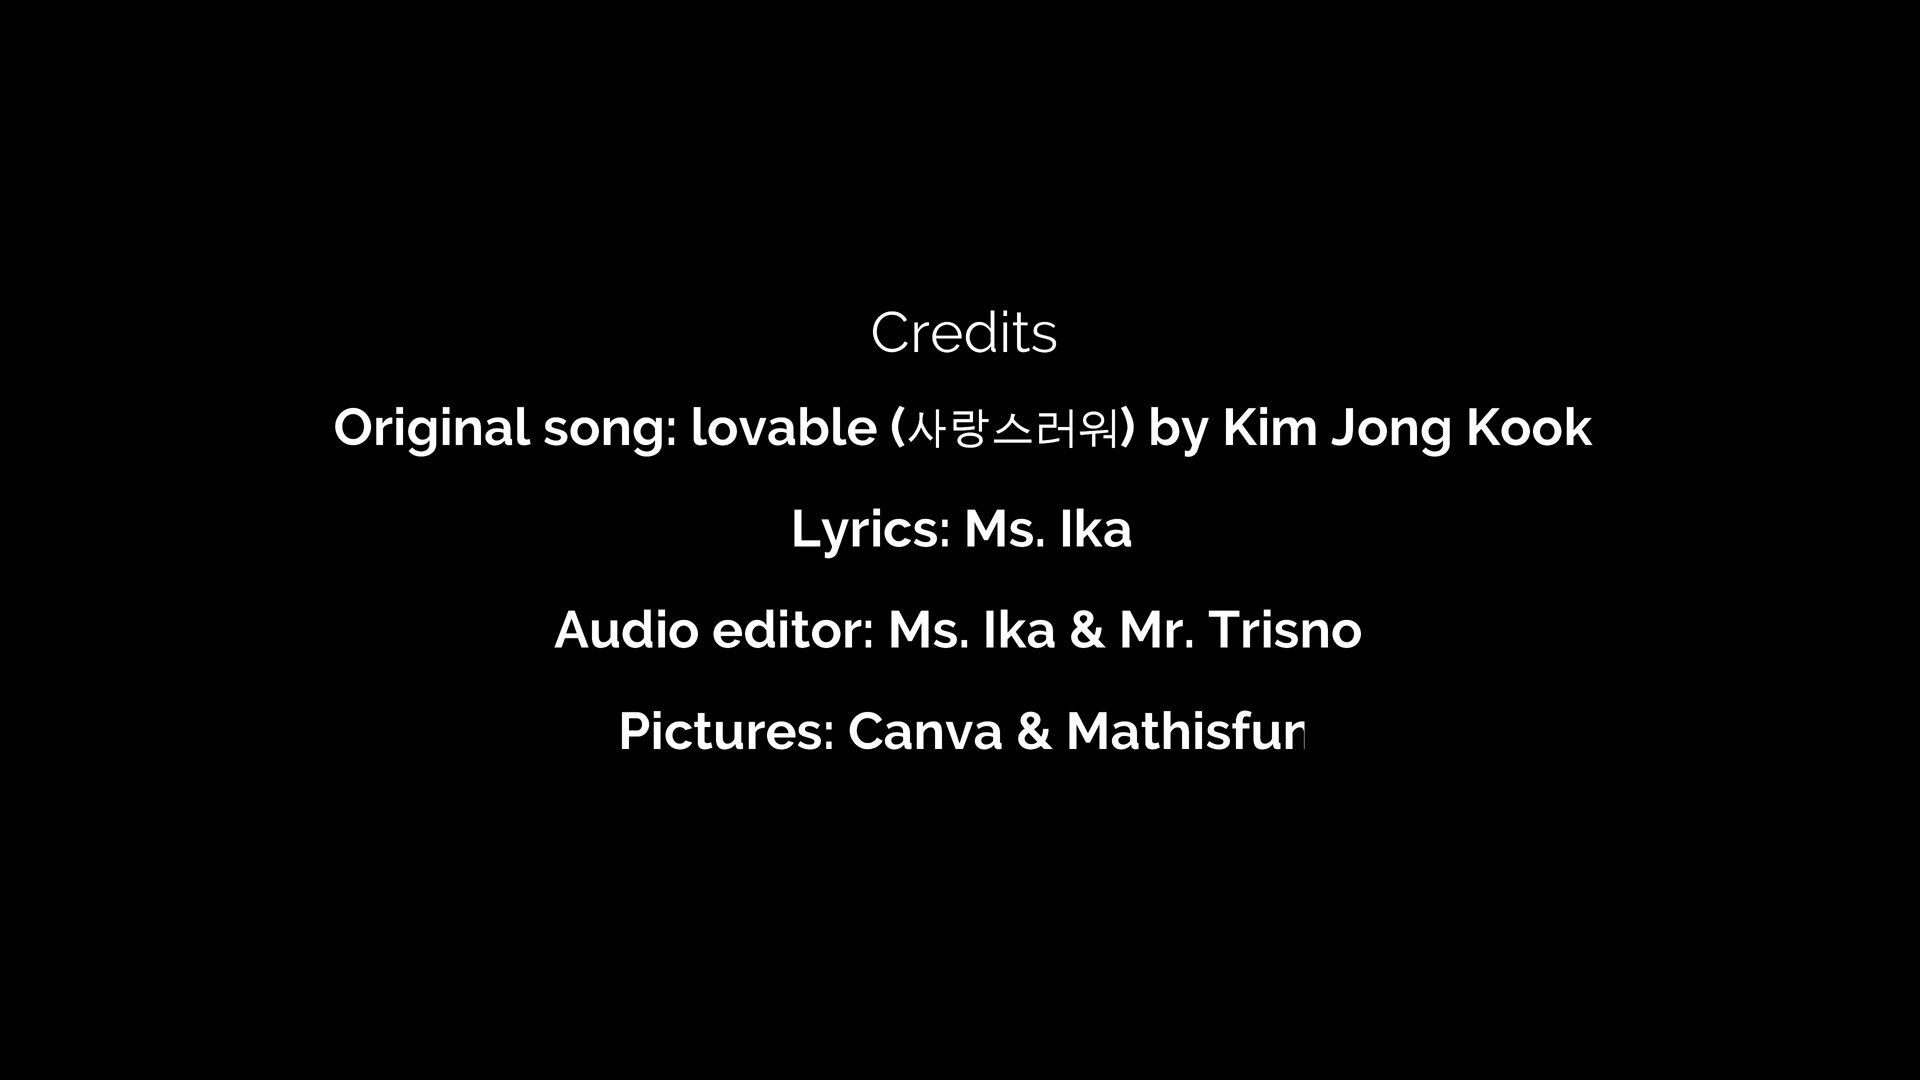 Credits
Original song: lovable (사랑스러워) by Kim Jong Kook
Lyrics: Ms. Ika
Audio editor: Ms. Ika & Mr. Trisno
Pictures: Canva & Mathisfun